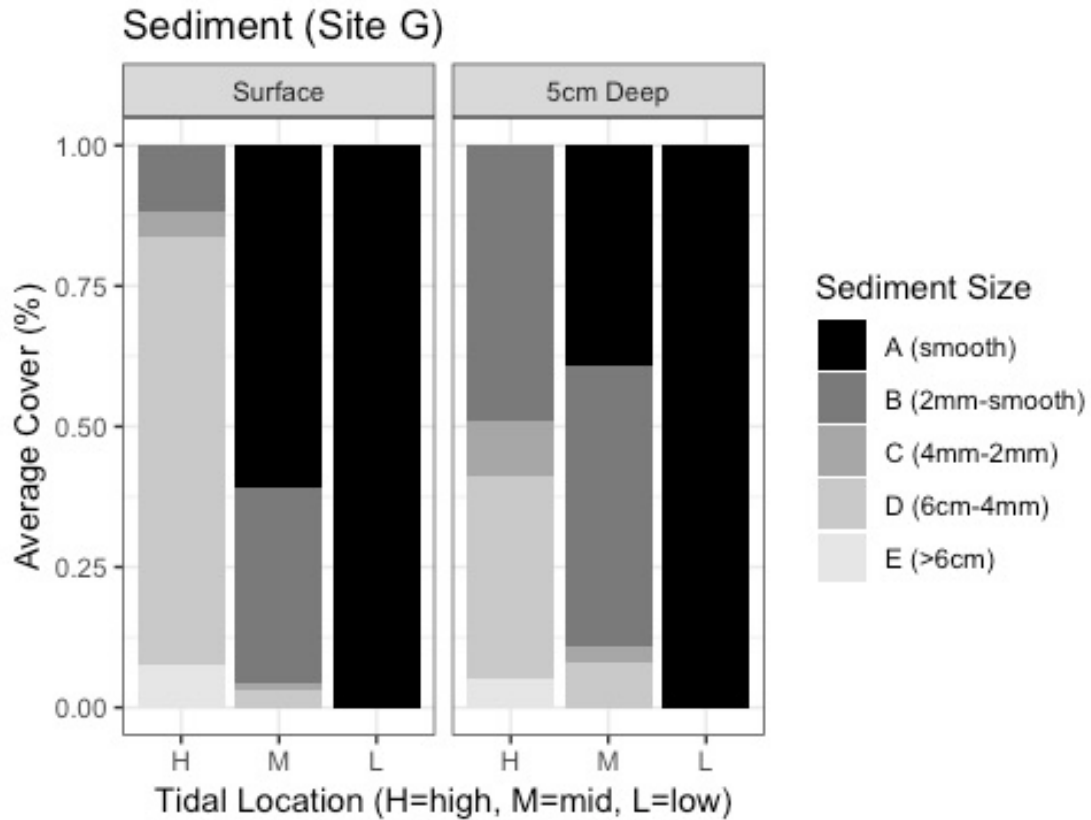 Sediment (Site G)
Surface
5cm Deep
1.00
0.75
0.50
0.25
0.00
Average Cover (%)
H
M
L
H
M
L
Tidal Location (H=high, M=mid, L=low)
Sediment Size
A (smooth)
B (2mm-smooth)
C (4mm-2mm)
D (6cm-4mm)
E (>6cm)